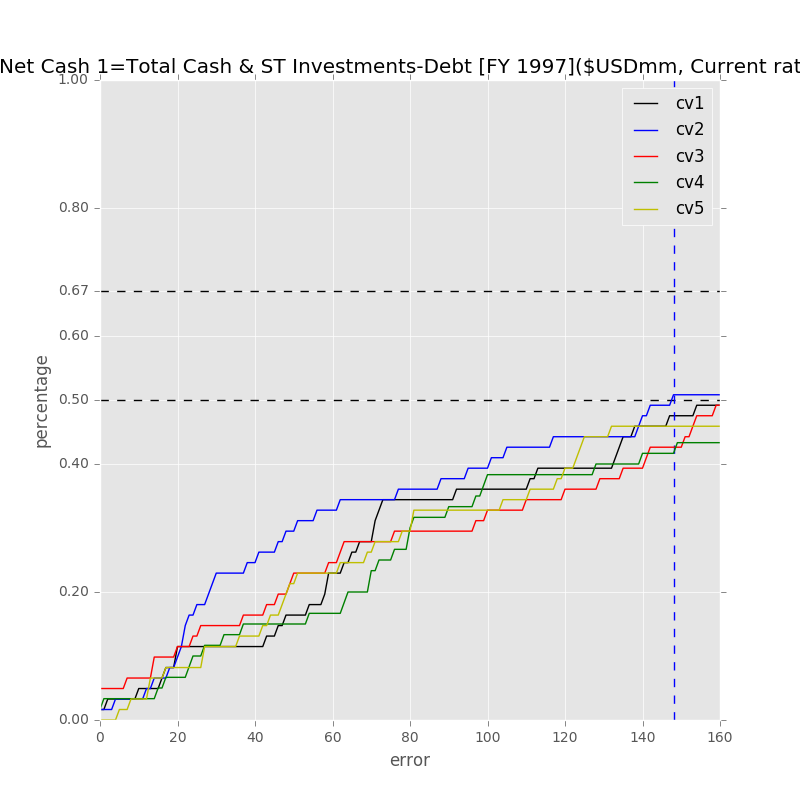 Net Cash 1=Total Cash & ST Investments-Debt [FY 1997]($USDmm, Current rat
1.00
0.80
0.67
0.60
0.50
0.40
0.20
0.00
percentage
cv1
cv2
cv3
cv4
cv5
0 20 40 60 80 100 120 140 160
error